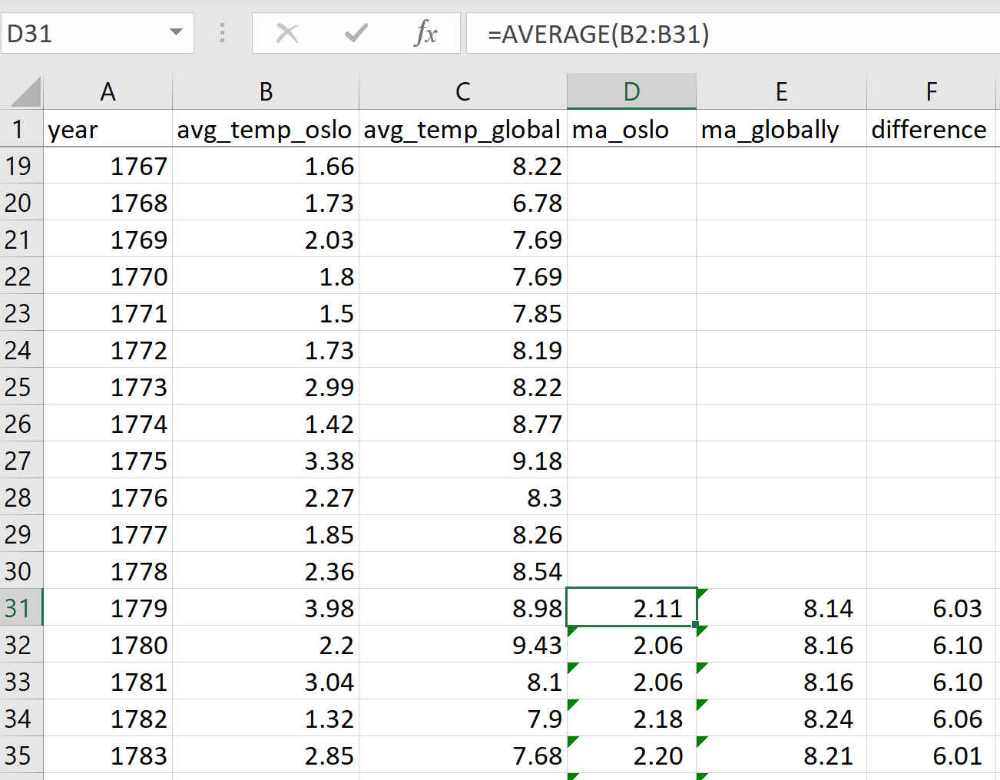 D31 fx =AVERAGE(B2:B31)
A B C D E F
1 year avg_temp_oslo avg_temp_global ma_oslo ma_globally difference
19 1767 1.66 8.22
20 1768 1.73 6.78
21 1769 2.03 7.69
22 1770 1.8 7.69
23 1771 1.5 7.85
24 1772 1.73 8.19
25 1773 2.99 8.22
26 1774 1.42 8.77
27 1775 3.38 9.18
28 1776 2.27 8.3
29 1777 1.85 8.26
30 1778 2.36 8.54
31 1779 3.98 8.98 2.11 8.14 6.03
32 1780 2.2 9.43 2.06 8.16 6.10
33 1781 3.04 8.1 2.06 8.16 6.10
34 1782 1.32 7.9 2.18 8.24 6.06
35 1783 2.85 7.68 2.20 8.21 6.01